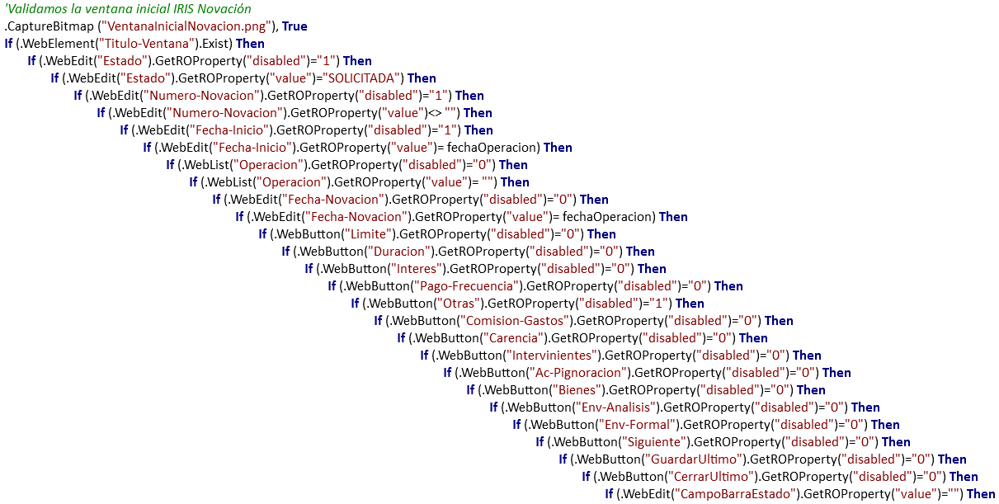 'Validamos la ventana inicial IRIS Novación
.CaptureBitmap ("VentanaInicialNovacion.png"), True
If (.WebElement("Titulo-Ventana").Exist) Then
If (.WebEdit("Estado").GetROProperty("disabled")="1") Then
If (.WebEdit("Estado").GetROProperty("value")="SOLICITADA") Then
If (.WebEdit("Numero-Novacion").GetROProperty("disabled")="1") Then
If (.WebEdit("Numero-Novacion").GetROProperty("value")<> "") Then
If (.WebEdit("Fecha-Inicio").GetROProperty("disabled")="1") Then
If (.WebEdit("Fecha-Inicio").GetROProperty("value")= fechaOperacion) Then
If (.WebList("Operacion").GetROProperty("disabled")="0") Then
If (.WebList("Operacion").GetROProperty("value")= "") Then
If (.WebEdit("Fecha-Novacion").GetROProperty("disabled")="0") Then
If (.WebEdit("Fecha-Novacion").GetROProperty("value")= fechaOperacion) Then
If (.WebButton("Limite").GetROProperty("disabled")="0") Then
If (.WebButton("Duracion").GetROProperty("disabled")="0") Then
If (.WebButton("Interes").GetROProperty("disabled")="0") Then
If (.WebButton("Pago-Frecuencia").GetROProperty("disabled")="0") Then
If (.WebButton("Otras").GetROProperty("disabled")="1") Then
If (.WebButton("Comision-Gastos").GetROProperty("disabled")="0") Then
If (.WebButton("Carencia").GetROProperty("disabled")="0") Then
If (.WebButton("Intervinientes").GetROProperty("disabled")="0") Then
If (.WebButton("Ac-Pignoracion").GetROProperty("disabled")="0") Then
If (.WebButton("Bienes").GetROProperty("disabled")="0") Then
If (.WebButton("Env-Analisis").GetROProperty("disabled")="0") Then
If (.WebButton("Env-Formal").GetROProperty("disabled")="0") Then
If (.WebButton("Siguiente").GetROProperty("disabled")="0") Then
If (.WebButton("GuardarUltimo").GetROProperty("disabled")="0") Then
If (.WebButton("CerrarUltimo").GetROProperty("disabled")="0") Then
If (.WebEdit("CampoBarraEstado").GetROProperty("value")="") Then